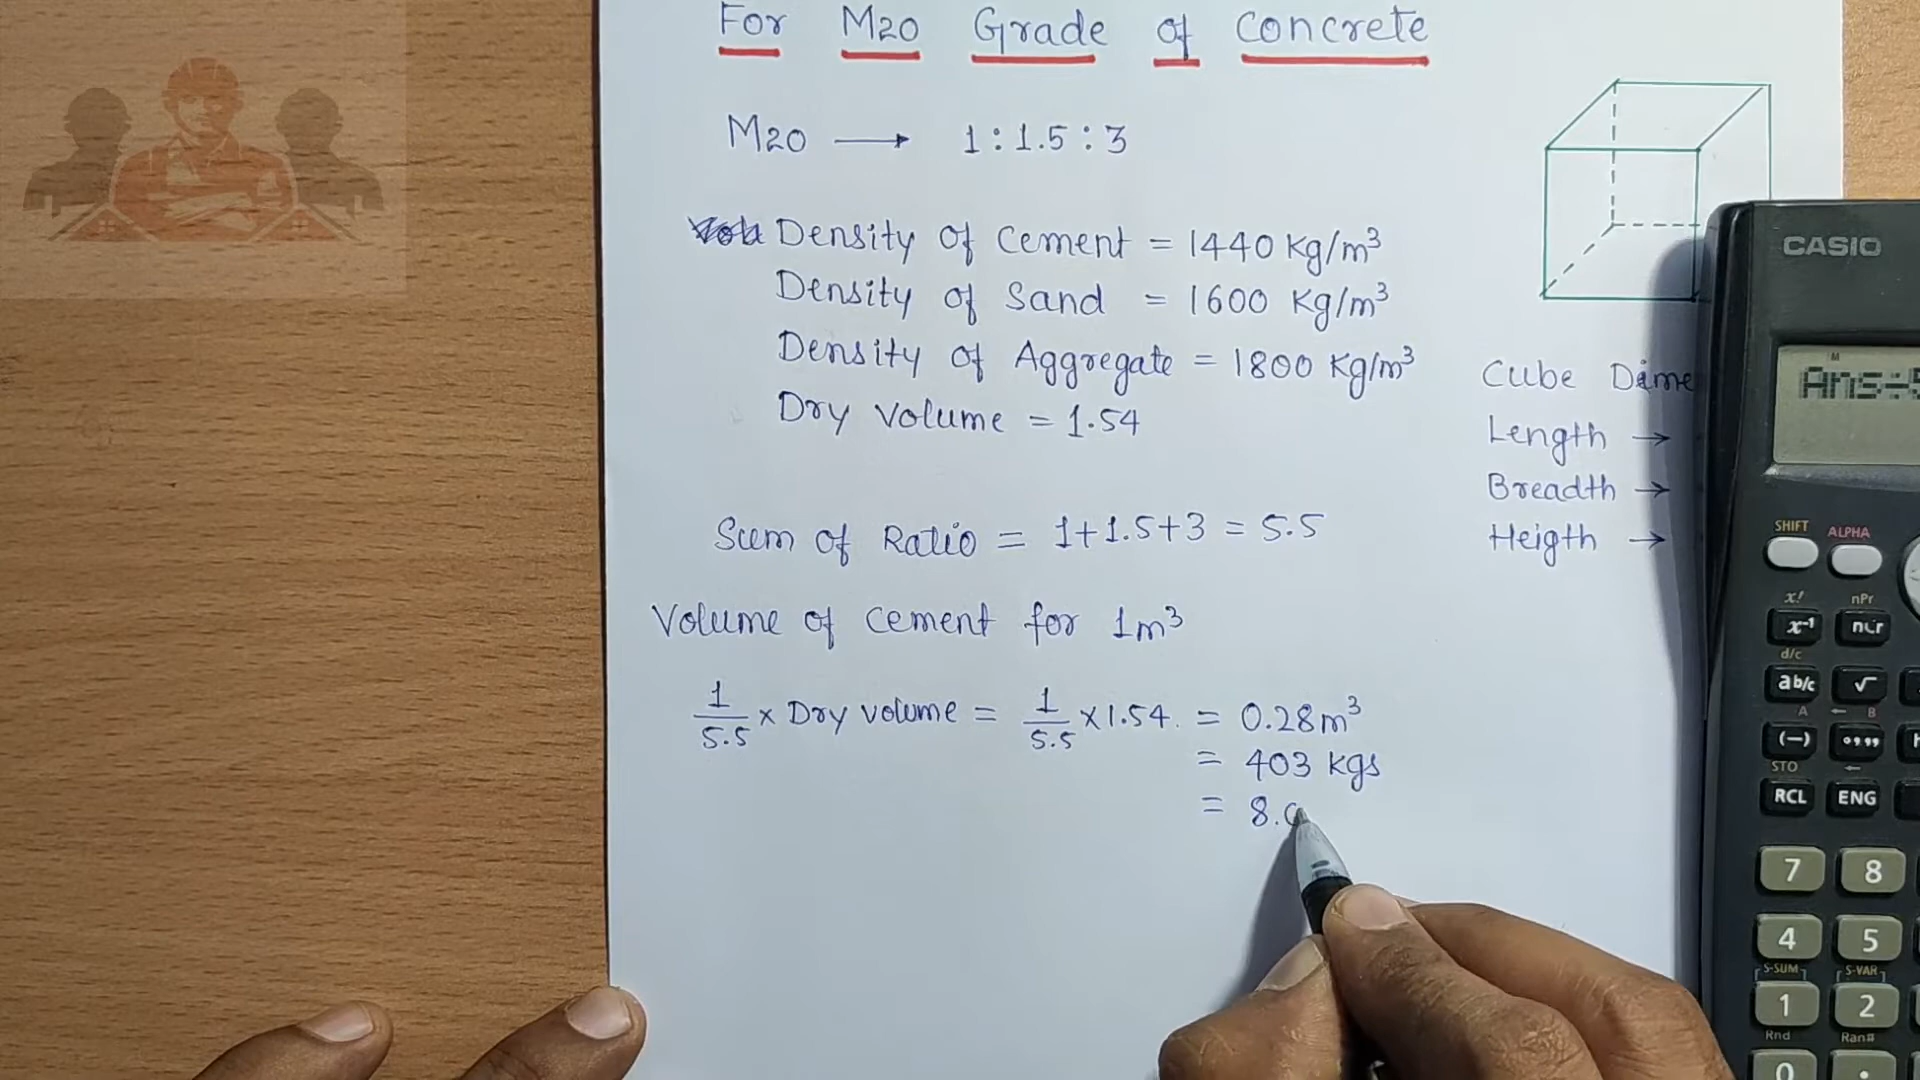 For M20 Grade of Concrete
M20 → 1 : 1.5 : 3
Density of Cement = 1440 Kg/m³
Density of Sand = 1600 Kg/m³
Density of Aggregate = 1800 Kg/m³
Dry Volume = 1.54
Sum of Ratio = 1+1.5+3 = 5.5
Volume of Cement for 1m³
1/5.5 × Dry volume = 1/5.5 × 1.54. = 0.28m³
= 403 kgs
= 8.
Cube Dime
Length →
Breadth →
Heigth →
CASIO
M
Ans÷
SHIFT ALPHA
x! nPr
x⁻¹ nCr
d/c
ab/c √
A ← B
(−) °'"
STO ←
RCL ENG
7 8
4 5
S-SUM S-VAR
1 2
Rnd Ran#
0 .